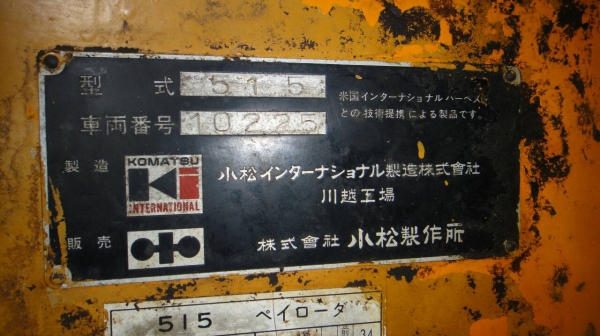 型式 515
米国インターナショナルハーベス
との技術提携による製品です。
車両番号 10225
製造 KOMATSU
INTERNATIONAL
小松インターナショナル製造株式會社
川越工場
販売 株式會社 小松製作所
515 ペイローダ
前 34